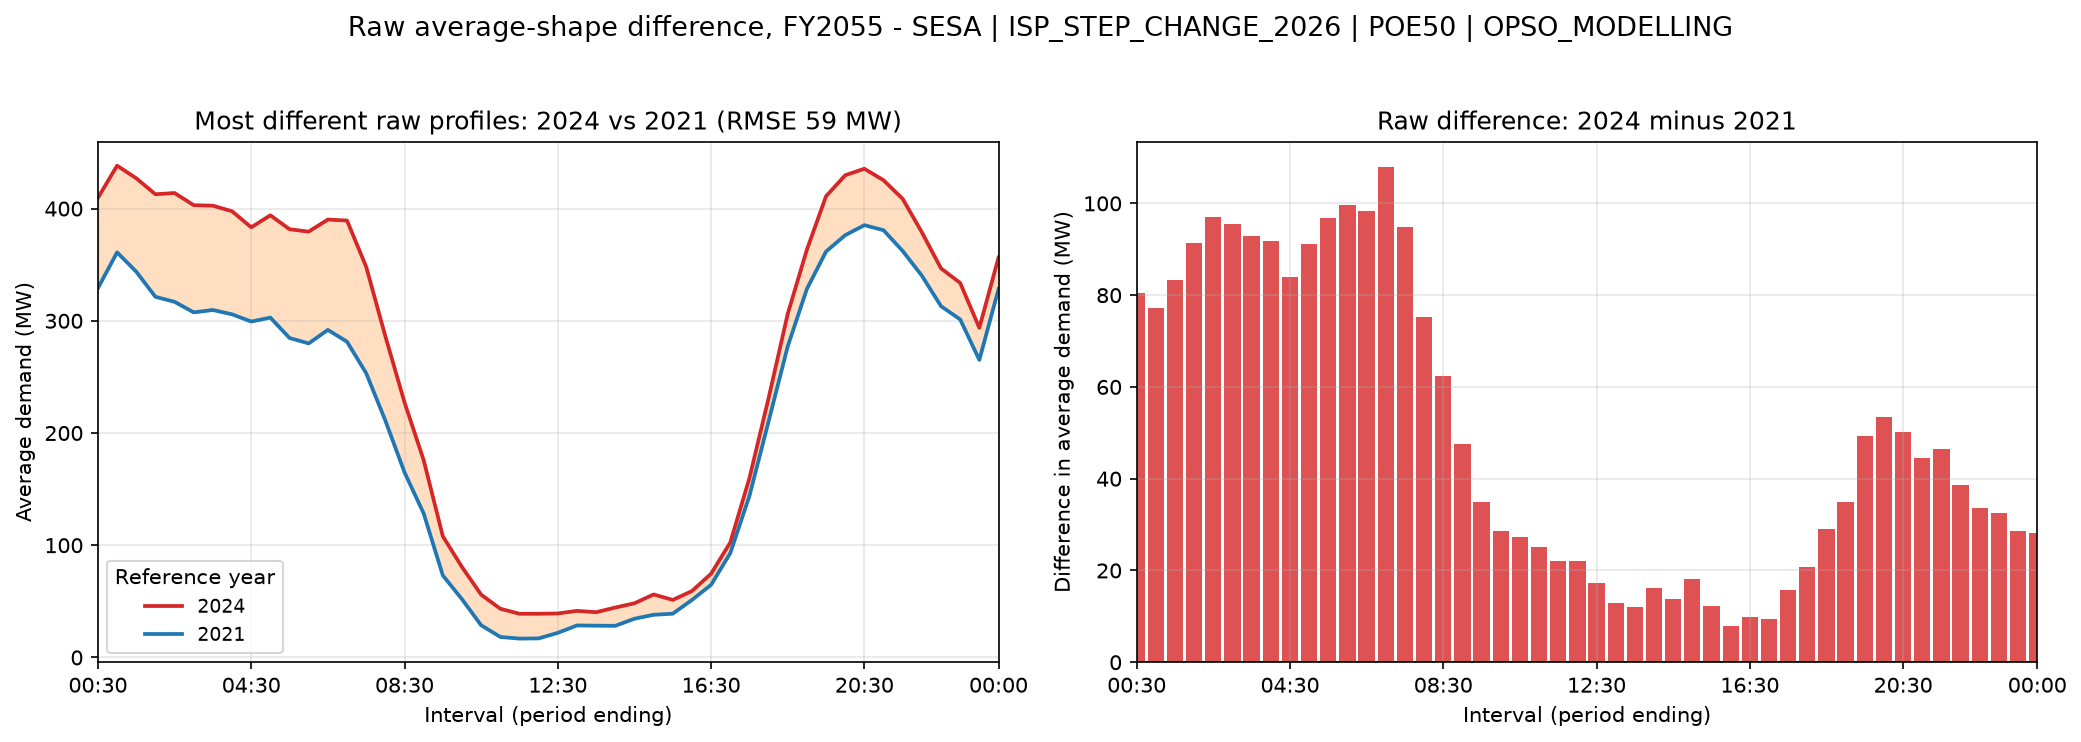 Raw average-shape difference, FY2055 - SESA | ISP_STEP_CHANGE_2026 | POE50 | OPSO_MODELLING
Most different raw profiles: 2024 vs 2021 (RMSE 59 MW)
Average demand (MW)
400
300
200
100
0
Reference year
2024
2021
00:30 04:30 08:30 12:30 16:30 20:30 00:00
Interval (period ending)
Raw difference: 2024 minus 2021
Difference in average demand (MW)
100
80
60
40
20
0
00:30 04:30 08:30 12:30 16:30 20:30 00:00
Interval (period ending)